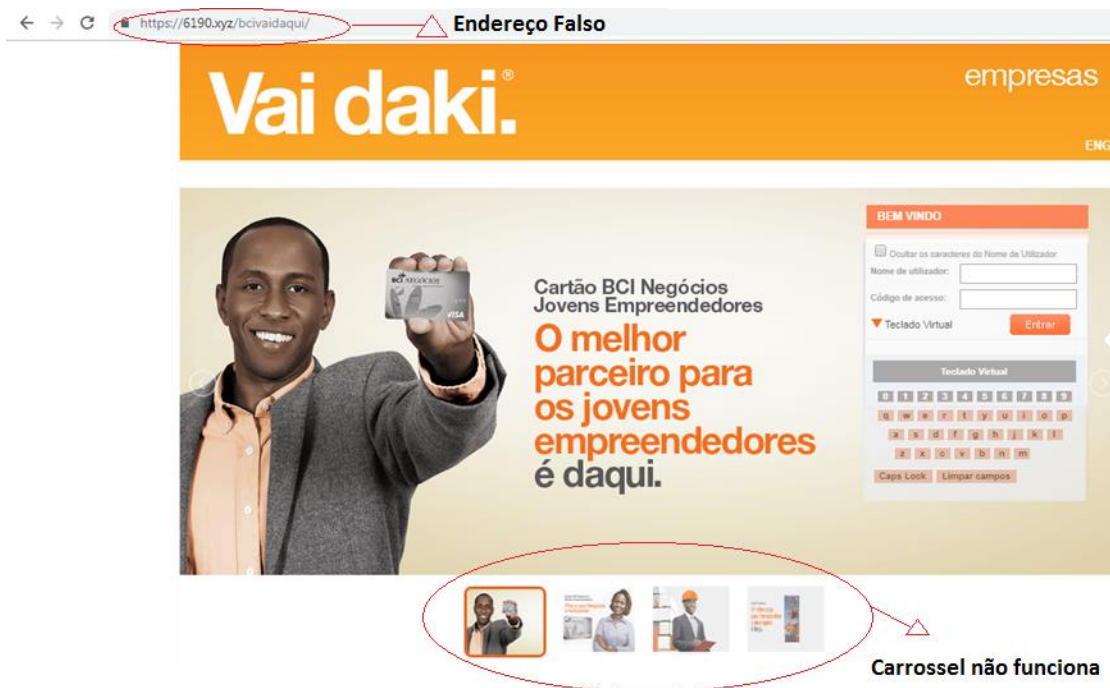 https://6190.xyz/bcivaidaqui/
Endereço Falso
Vai daki.®
empresas
ENG
BEM VINDO
Ocultar os caracteres do Nome de Utilizador
Nome de utilizador:
Código de acesso:
Teclado Virtual
Entrar
Cartão BCI Negócios
Jovens Empreendedores
O melhor
parceiro para
os jovens
empreendedores
é daqui.
BCI NEGÓCIOS
VISA
Teclado Virtual
0 1 2 3 4 5 6 7 8 9
q w e r t y u i o p
a s d f g h j k l
z x c v b n m
Caps Lock Limpar campos
Carrossel não funciona